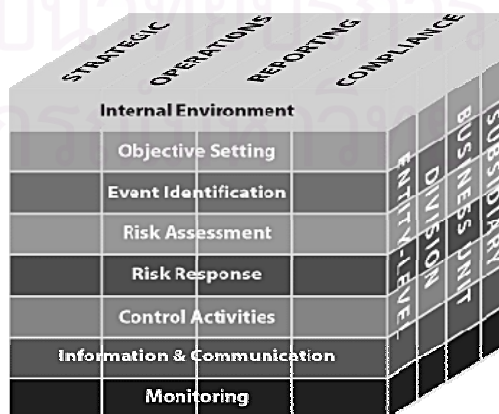 STRATEGIC
OPERATIONS
REPORTING
COMPLIANCE
Internal Environment
Objective Setting
Event Identification
Risk Assessment
Risk Response
Control Activities
Information & Communication
Monitoring
ENTITY-LEVEL
DIVISION
BUSINESS UNIT
SUBSIDIARY